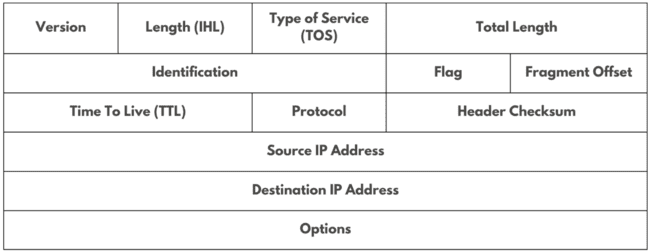 Version
Length (IHL)
Type of Service
(TOS)
Total Length
Identification
Flag
Fragment Offset
Time To Live (TTL)
Protocol
Header Checksum
Source IP Address
Destination IP Address
Options